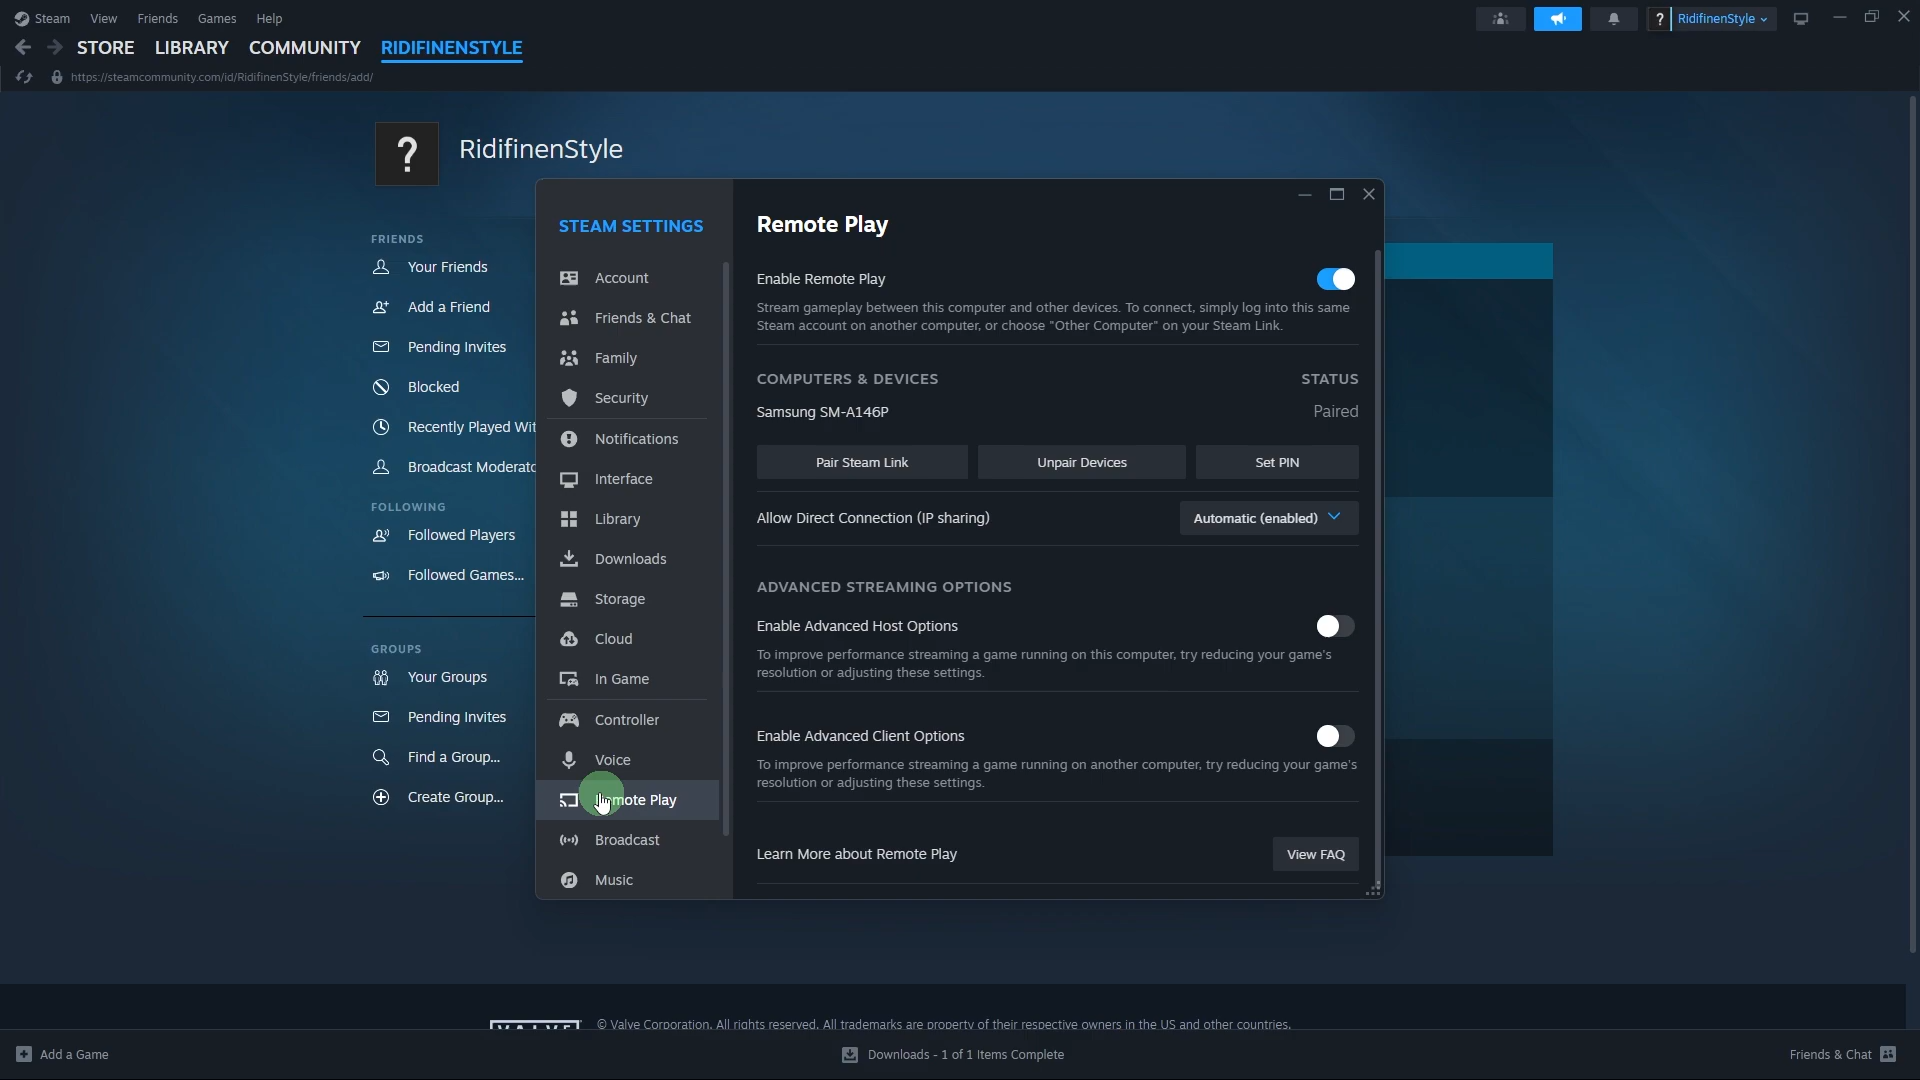 Steam View Friends Games Help
RidifinenStyle
STORE LIBRARY COMMUNITY RIDIFINENSTYLE
https://steamcommunity.com/id/RidifinenStyle/friends/add/
? RidifinenStyle
FRIENDS
Your Friends
Add a Friend
Pending Invites
Blocked
Recently Played Wit
Broadcast Moderato
FOLLOWING
Followed Players
Followed Games...
GROUPS
Your Groups
Pending Invites
Find a Group...
Create Group...
STEAM SETTINGS
Account
Friends & Chat
Family
Security
Notifications
Interface
Library
Downloads
Storage
Cloud
In Game
Controller
Voice
Remote Play
Broadcast
Music
Remote Play
Enable Remote Play
Stream gameplay between this computer and other devices. To connect, simply log into this same
Steam account on another computer, or choose "Other Computer" on your Steam Link.
COMPUTERS & DEVICES STATUS
Samsung SM-A146P Paired
Pair Steam Link Unpair Devices Set PIN
Allow Direct Connection (IP sharing) Automatic (enabled)
ADVANCED STREAMING OPTIONS
Enable Advanced Host Options
To improve performance streaming a game running on this computer, try reducing your game's
resolution or adjusting these settings.
Enable Advanced Client Options
To improve performance streaming a game running on another computer, try reducing your game's
resolution or adjusting these settings.
Learn More about Remote Play View FAQ
VALVE © Valve Corporation. All rights reserved. All trademarks are property of their respective owners in the US and other countries.
Add a Game Downloads - 1 of 1 Items Complete Friends & Chat